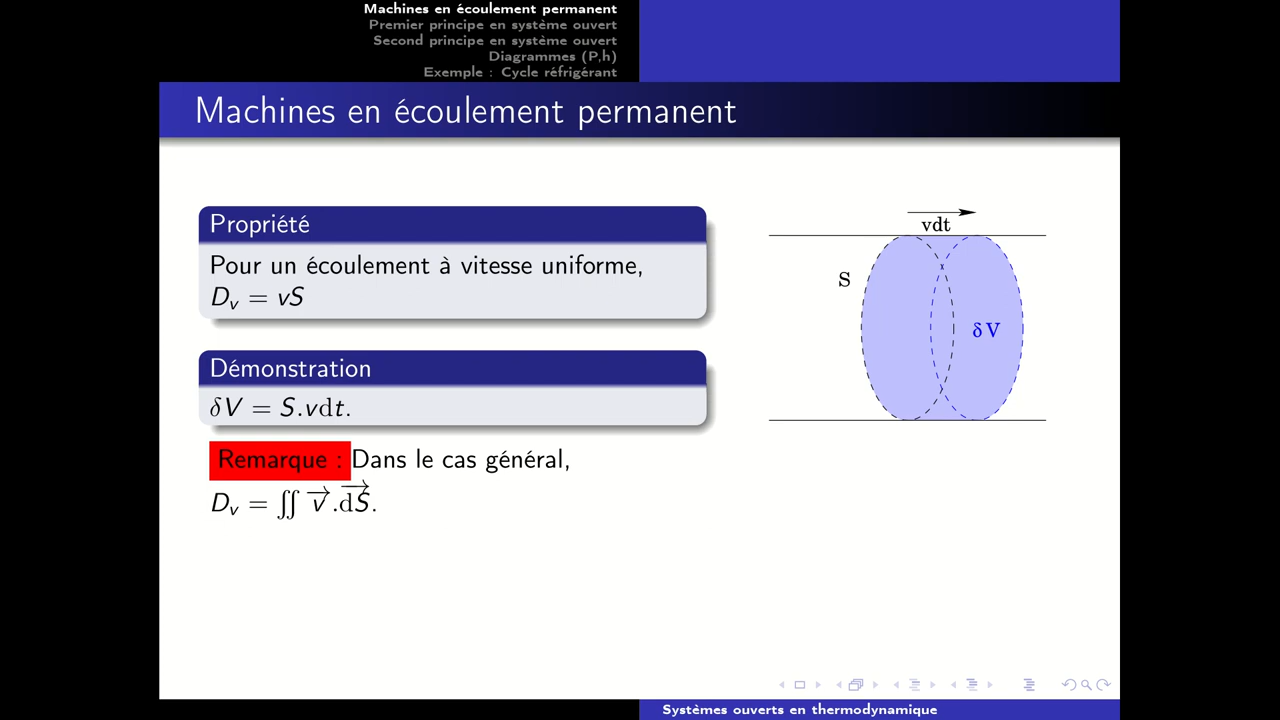 Machines en écoulement permanent
Premier principe en système ouvert
Second principe en système ouvert
Diagrammes (P,h)
Exemple : Cycle réfrigérant
Machines en écoulement permanent
Propriété
Pour un écoulement à vitesse uniforme,
D_v = vS
Démonstration
δV = S.vdt.
Remarque : Dans le cas général,
D_v = ∬ v⃗.dS⃗.
vdt
S
δV
Systèmes ouverts en thermodynamique